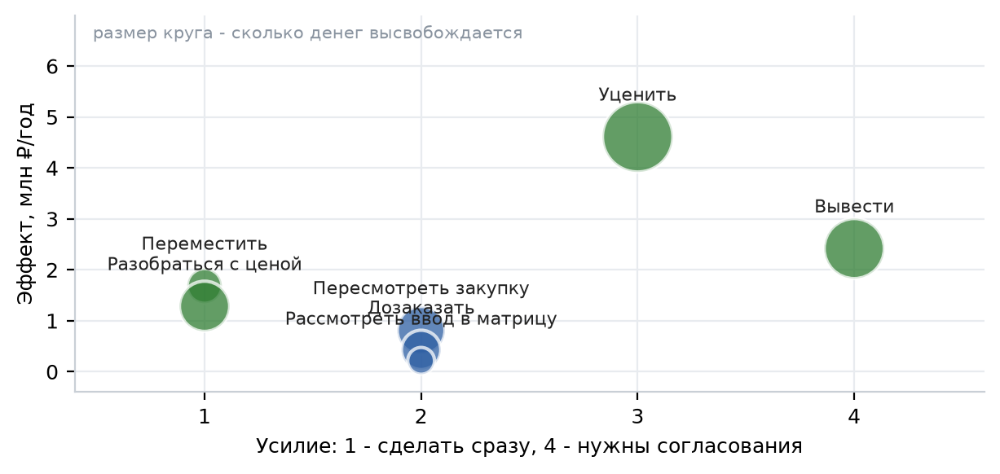 размер круга - сколько денег высвобождается
Эффект, млн ₽/год
6
5
4
3
2
1
0
Уценить
Вывести
Переместить
Разобраться с ценой
Пересмотреть закупку
Дозаказать
Рассмотреть ввод в матрицу
1
2
3
4
Усилие: 1 - сделать сразу, 4 - нужны согласования